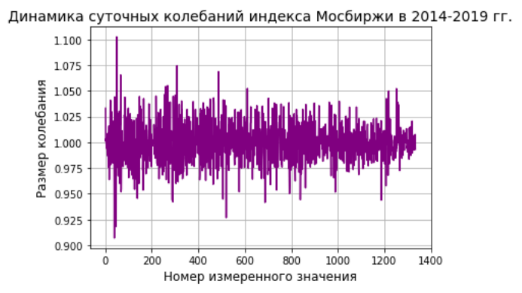 Динамика суточных колебаний индекса Мосбиржи в 2014-2019 гг.
1.100
1.075
1.050
1.025
1.000
0.975
0.950
0.925
0.900
Размер колебания
0 200 400 600 800 1000 1200 1400
Номер измеренного значения